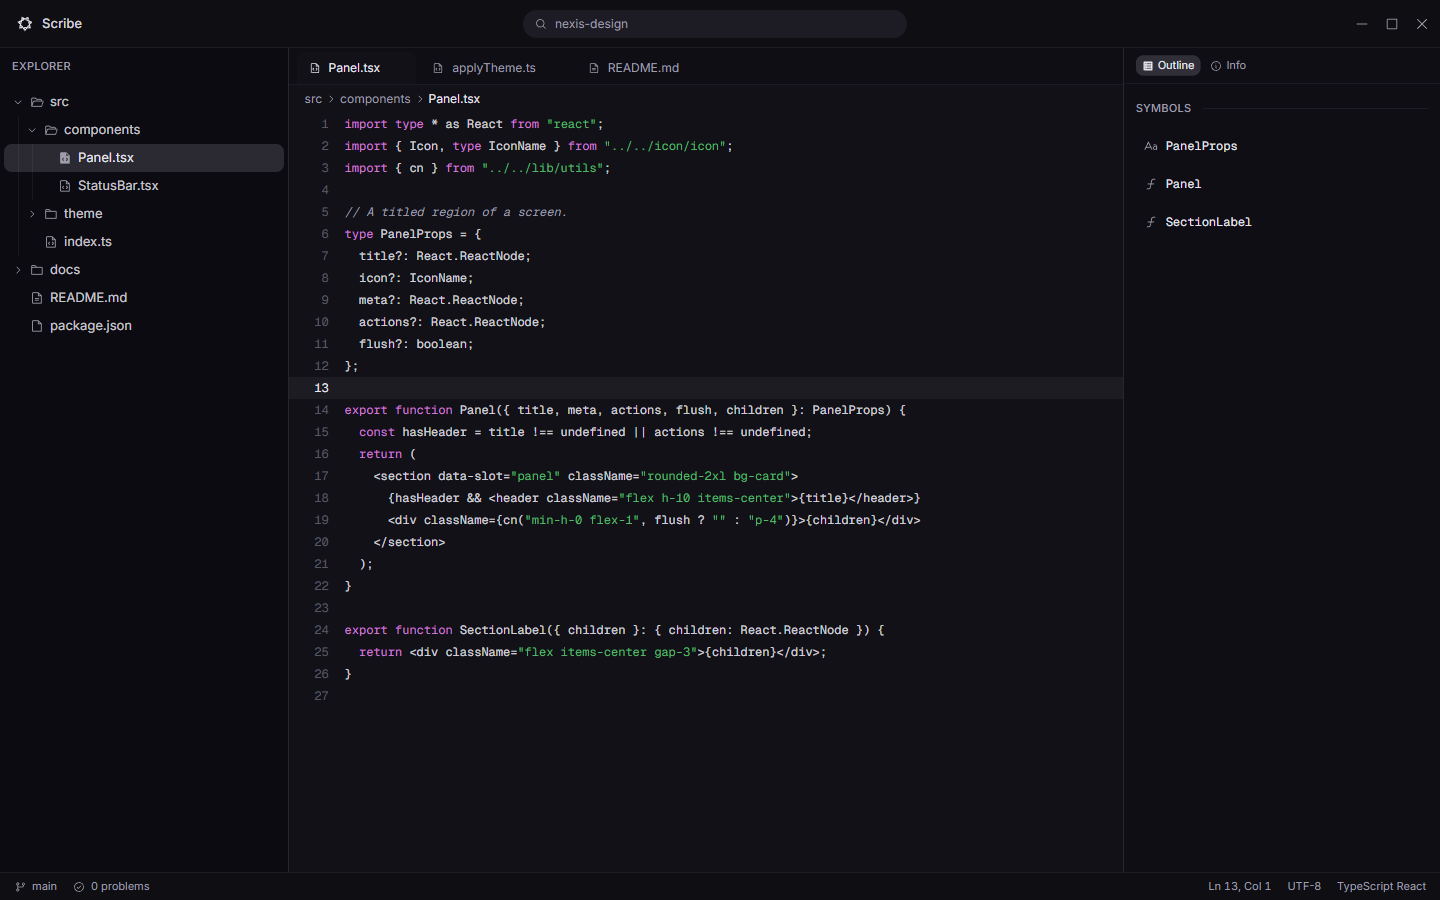 Scribe
nexis-design
EXPLORER
src
components
Panel.tsx
StatusBar.tsx
theme
index.ts
docs
README.md
package.json
Panel.tsx
applyTheme.ts
README.md
src > components > Panel.tsx
1 import type * as React from "react";
2 import { Icon, type IconName } from "../../icon/icon";
3 import { cn } from "../../lib/utils";
4
5 // A titled region of a screen.
6 type PanelProps = {
7   title?: React.ReactNode;
8   icon?: IconName;
9   meta?: React.ReactNode;
10   actions?: React.ReactNode;
11   flush?: boolean;
12 };
13
14 export function Panel({ title, meta, actions, flush, children }: PanelProps) {
15   const hasHeader = title !== undefined || actions !== undefined;
16   return (
17     <section data-slot="panel" className="rounded-2xl bg-card">
18       {hasHeader && <header className="flex h-10 items-center">{title}</header>}
19       <div className={cn("min-h-0 flex-1", flush ? "" : "p-4")}>{children}</div>
20     </section>
21   );
22 }
23
24 export function SectionLabel({ children }: { children: React.ReactNode }) {
25   return <div className="flex items-center gap-3">{children}</div>;
26 }
27
Outline
Info
SYMBOLS
Aa PanelProps
Panel
SectionLabel
main
0 problems
Ln 13, Col 1
UTF-8
TypeScript React